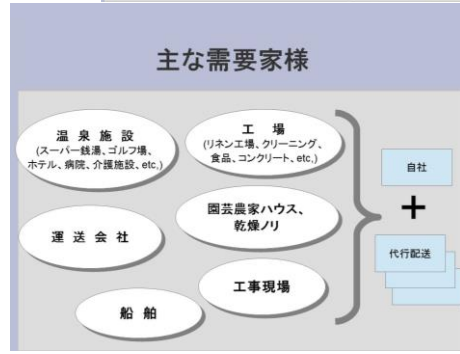 主な需要家様
温 泉 施 設
(スーパー銭湯、ゴルフ場、
ホテル、病院、介護施設、etc,)
工 場
(リネン工場、クリーニング、
食品、コンクリート、etc,)
運 送 会 社
園芸農家ハウス、
乾燥ノリ
船 舶
工事現場
自社
+
代行配送